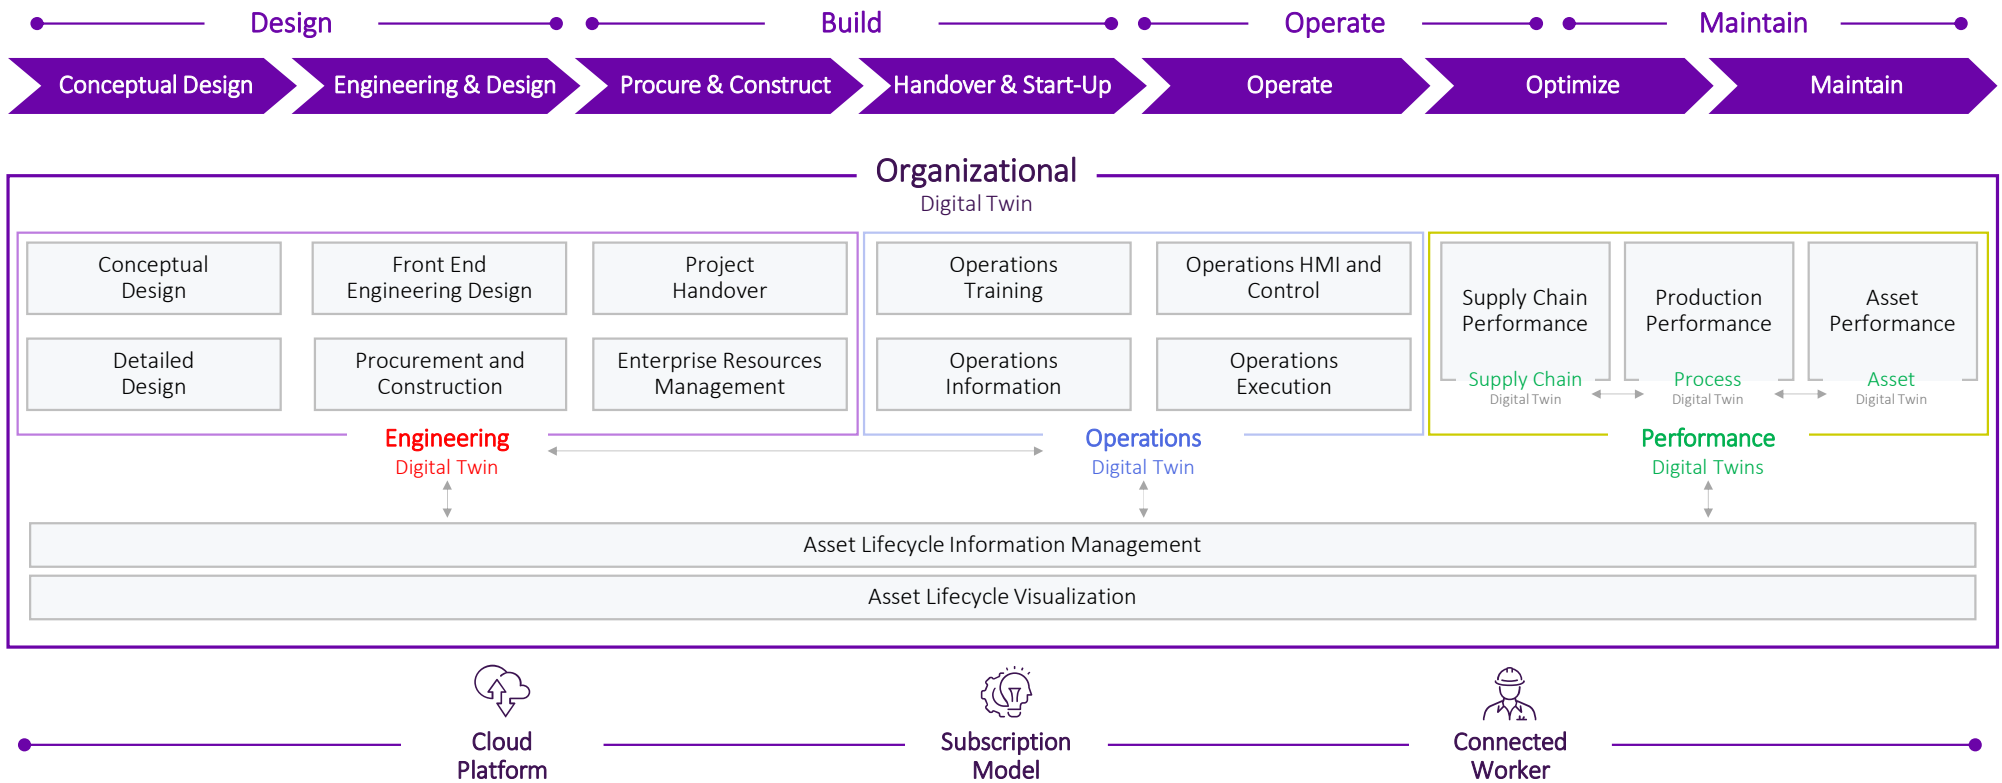 Design
Build
Operate
Maintain
Conceptual Design
Engineering & Design
Procure & Construct
Handover & Start-Up
Operate
Optimize
Maintain
Organizational
Digital Twin
Conceptual
Design
Front End
Engineering Design
Project
Handover
Detailed
Design
Procurement and
Construction
Enterprise Resources
Management
Engineering
Digital Twin
Operations
Training
Operations HMI and
Control
Operations
Information
Operations
Execution
Operations
Digital Twin
Supply Chain
Performance
Supply Chain
Digital Twin
Production
Performance
Process
Digital Twin
Asset
Performance
Asset
Digital Twin
Performance
Digital Twins
Asset Lifecycle Information Management
Asset Lifecycle Visualization
Cloud
Platform
Subscription
Model
Connected
Worker